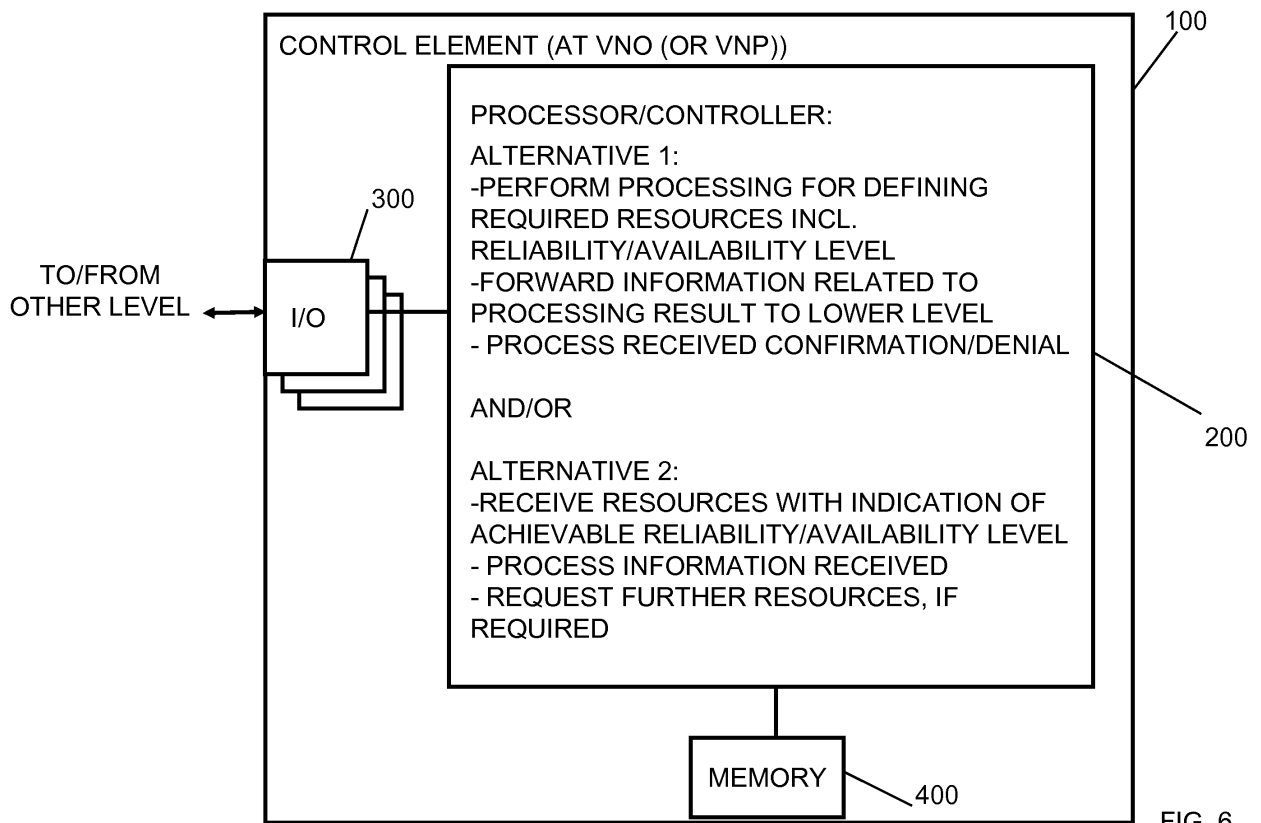 100
CONTROL ELEMENT (AT VNO (OR VNP))
PROCESSOR/CONTROLLER:
ALTERNATIVE 1:
-PERFORM PROCESSING FOR DEFINING
REQUIRED RESOURCES INCL.
RELIABILITY/AVAILABILITY LEVEL
-FORWARD INFORMATION RELATED TO
PROCESSING RESULT TO LOWER LEVEL
- PROCESS RECEIVED CONFIRMATION/DENIAL
AND/OR
ALTERNATIVE 2:
-RECEIVE RESOURCES WITH INDICATION OF
ACHIEVABLE RELIABILITY/AVAILABILITY LEVEL
- PROCESS INFORMATION RECEIVED
- REQUEST FURTHER RESOURCES, IF
REQUIRED
300
TO/FROM
OTHER LEVEL
I/O
200
MEMORY
400
FIG. 6